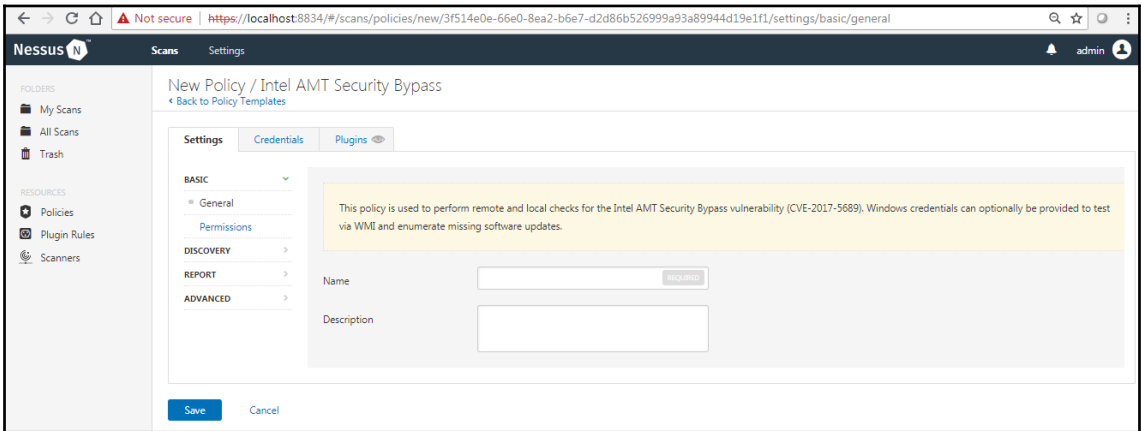 Not secure | https://localhost:8834/#/scans/policies/new/3f514e0e-66e0-8ea2-b6e7-d2d86b526999a93a89944d19e1f1/settings/basic/general
Nessus N Scans Settings admin
FOLDERS
My Scans
All Scans
Trash
RESOURCES
Policies
Plugin Rules
Scanners
New Policy / Intel AMT Security Bypass
‹ Back to Policy Templates
Settings Credentials Plugins
BASIC
General
Permissions
DISCOVERY
REPORT
ADVANCED
This policy is used to perform remote and local checks for the Intel AMT Security Bypass vulnerability (CVE-2017-5689). Windows credentials can optionally be provided to test
via WMI and enumerate missing software updates.
Name REQUIRED
Description
Save Cancel